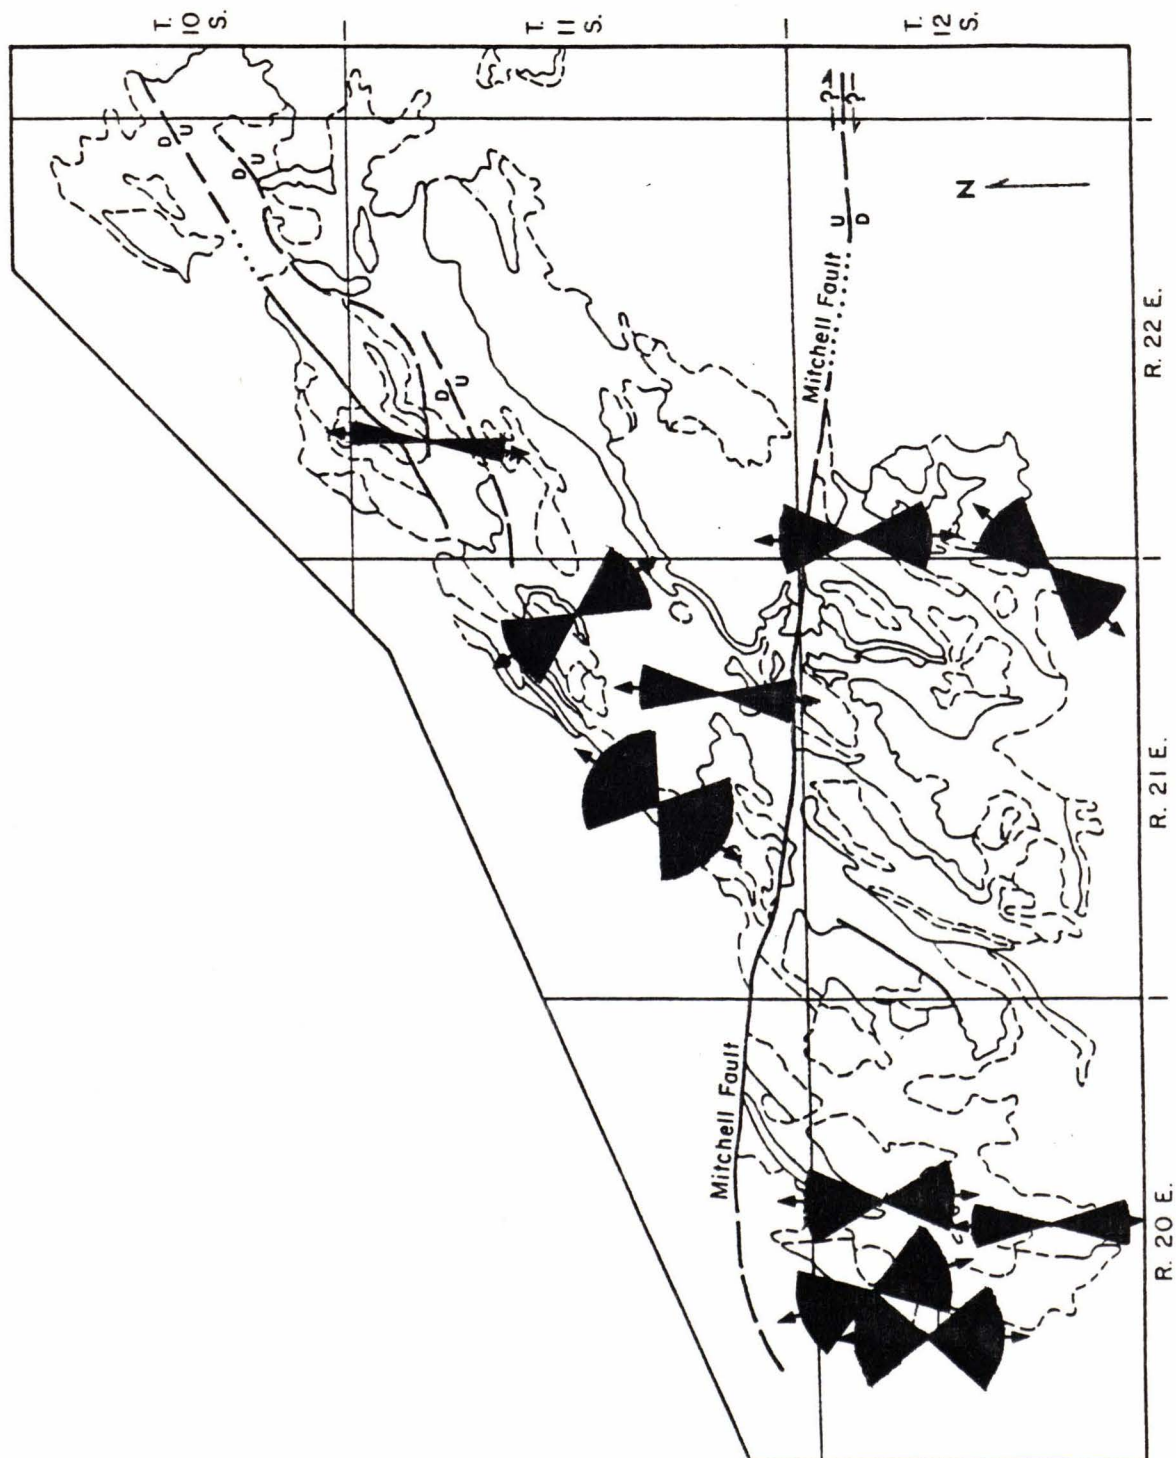 T.
10
S.
T.
11
S.
T.
12
S.
D
U
D
U
D
U
?
?
N
U
D
Mitchell Fault
R. 22 E.
R. 21 E.
Mitchell Fault
R. 20 E.